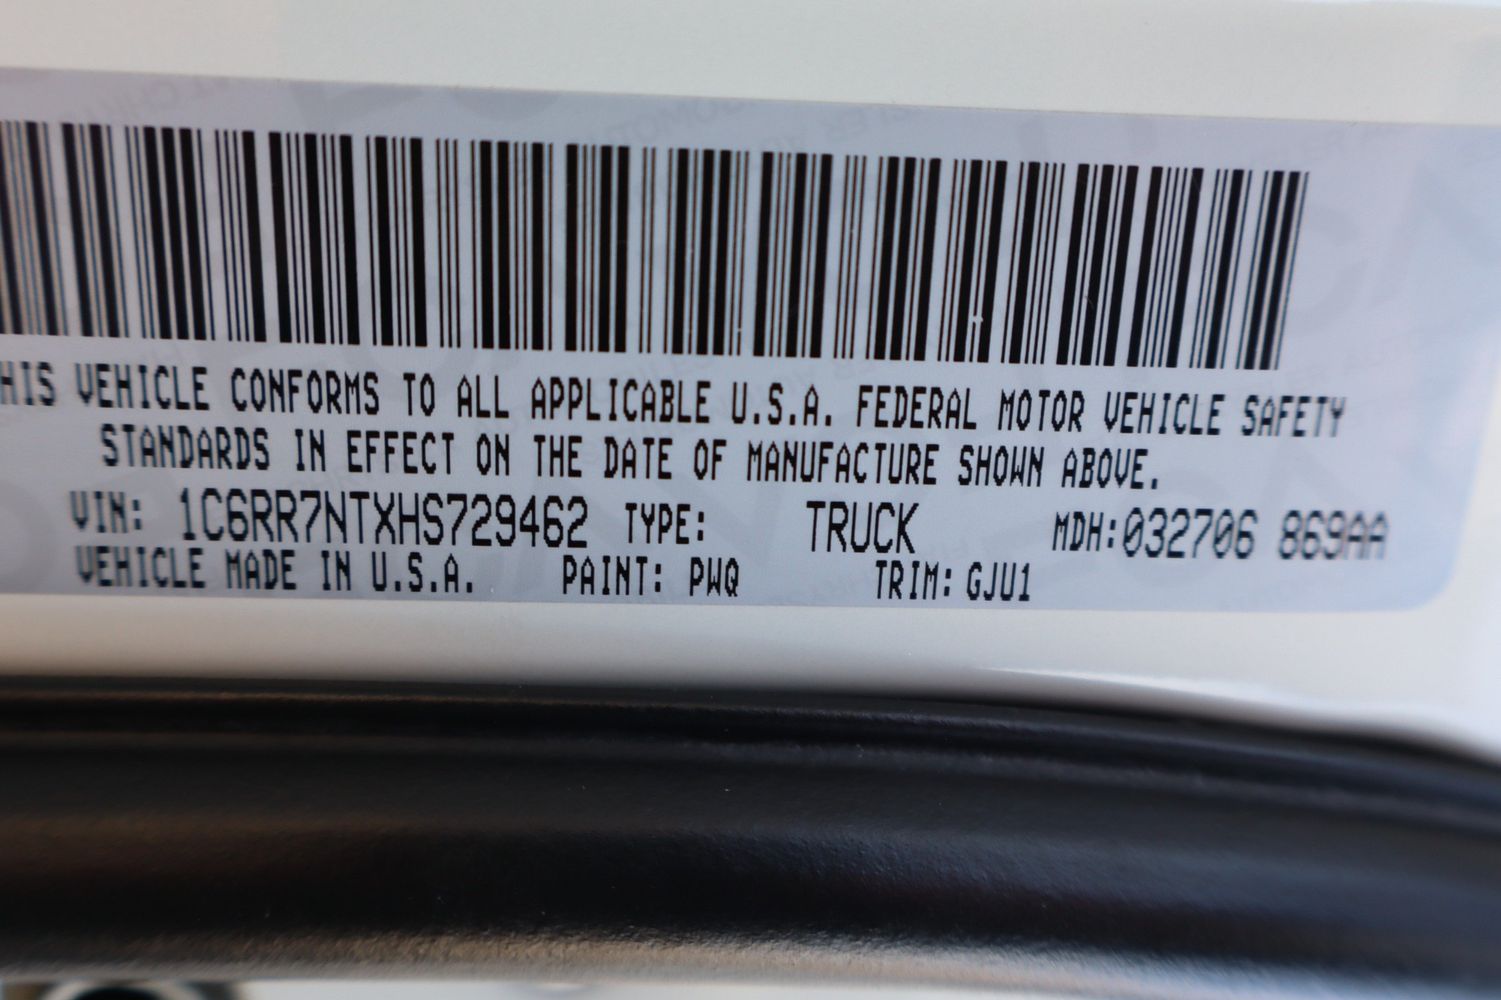 HIS VEHICLE CONFORMS TO ALL APPLICABLE U.S.A. FEDERAL MOTOR VEHICLE SAFETY
STANDARDS IN EFFECT ON THE DATE OF MANUFACTURE SHOWN ABOVE.
VIN: 1C6RR7NTXHS729462 TYPE: TRUCK MDH:032706 869AA
VEHICLE MADE IN U.S.A. PAINT: PWQ TRIM: GJU1